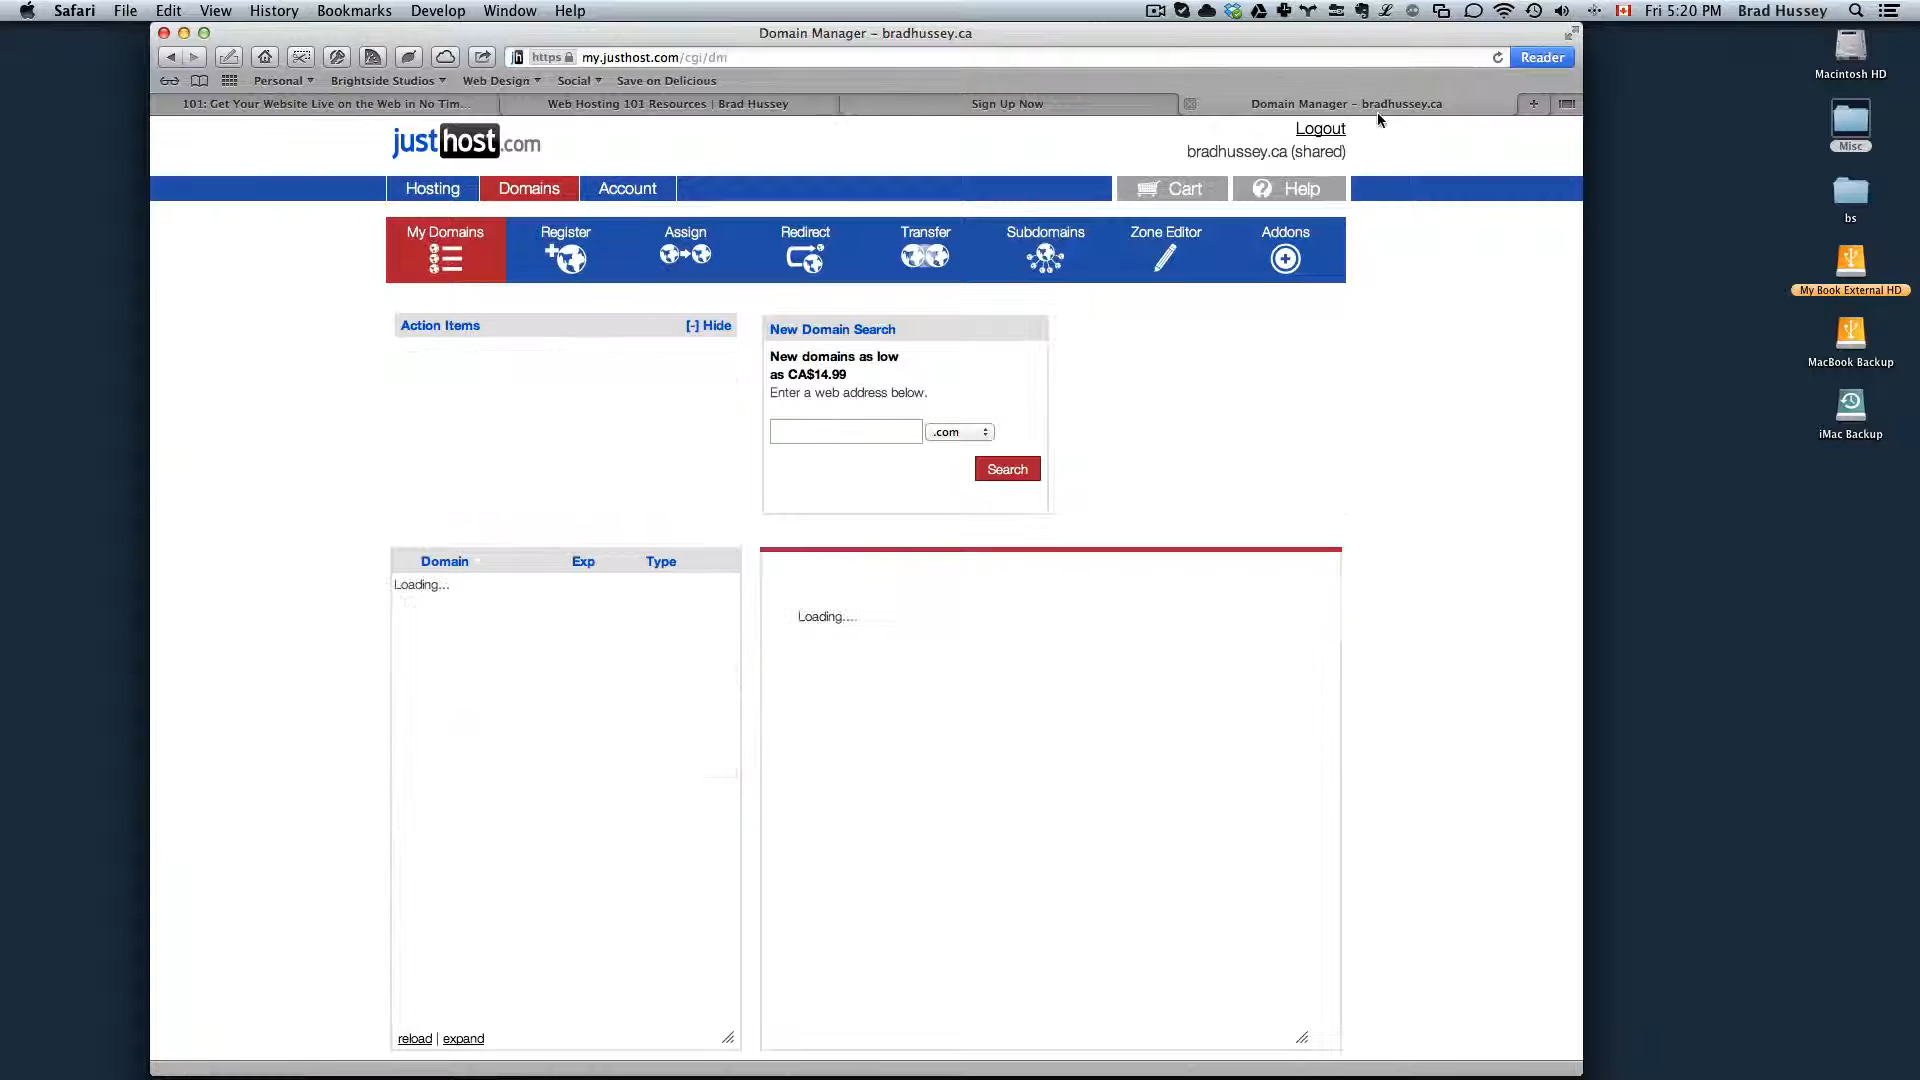 Safari File Edit View History Bookmarks Develop Window Help Fri 5:20 PM Brad Hussey
Domain Manager – bradhussey.ca
https my.justhost.com/cgi/dm Reader
Personal Brightside Studios Web Design Social Save on Delicious
101: Get Your Website Live on the Web in No Tim... Web Hosting 101 Resources | Brad Hussey Sign Up Now Domain Manager – bradhussey.ca
justhost.com
Logout
bradhussey.ca (shared)
Hosting Domains Account Cart Help
My Domains Register Assign Redirect Transfer Subdomains Zone Editor Addons
Action Items [-] Hide
New Domain Search
New domains as low
as CA$14.99
Enter a web address below.
.com
Search
Domain Exp Type
Loading...
Loading....
reload | expand
Macintosh HD
Misc
bs
My Book External HD
MacBook Backup
iMac Backup